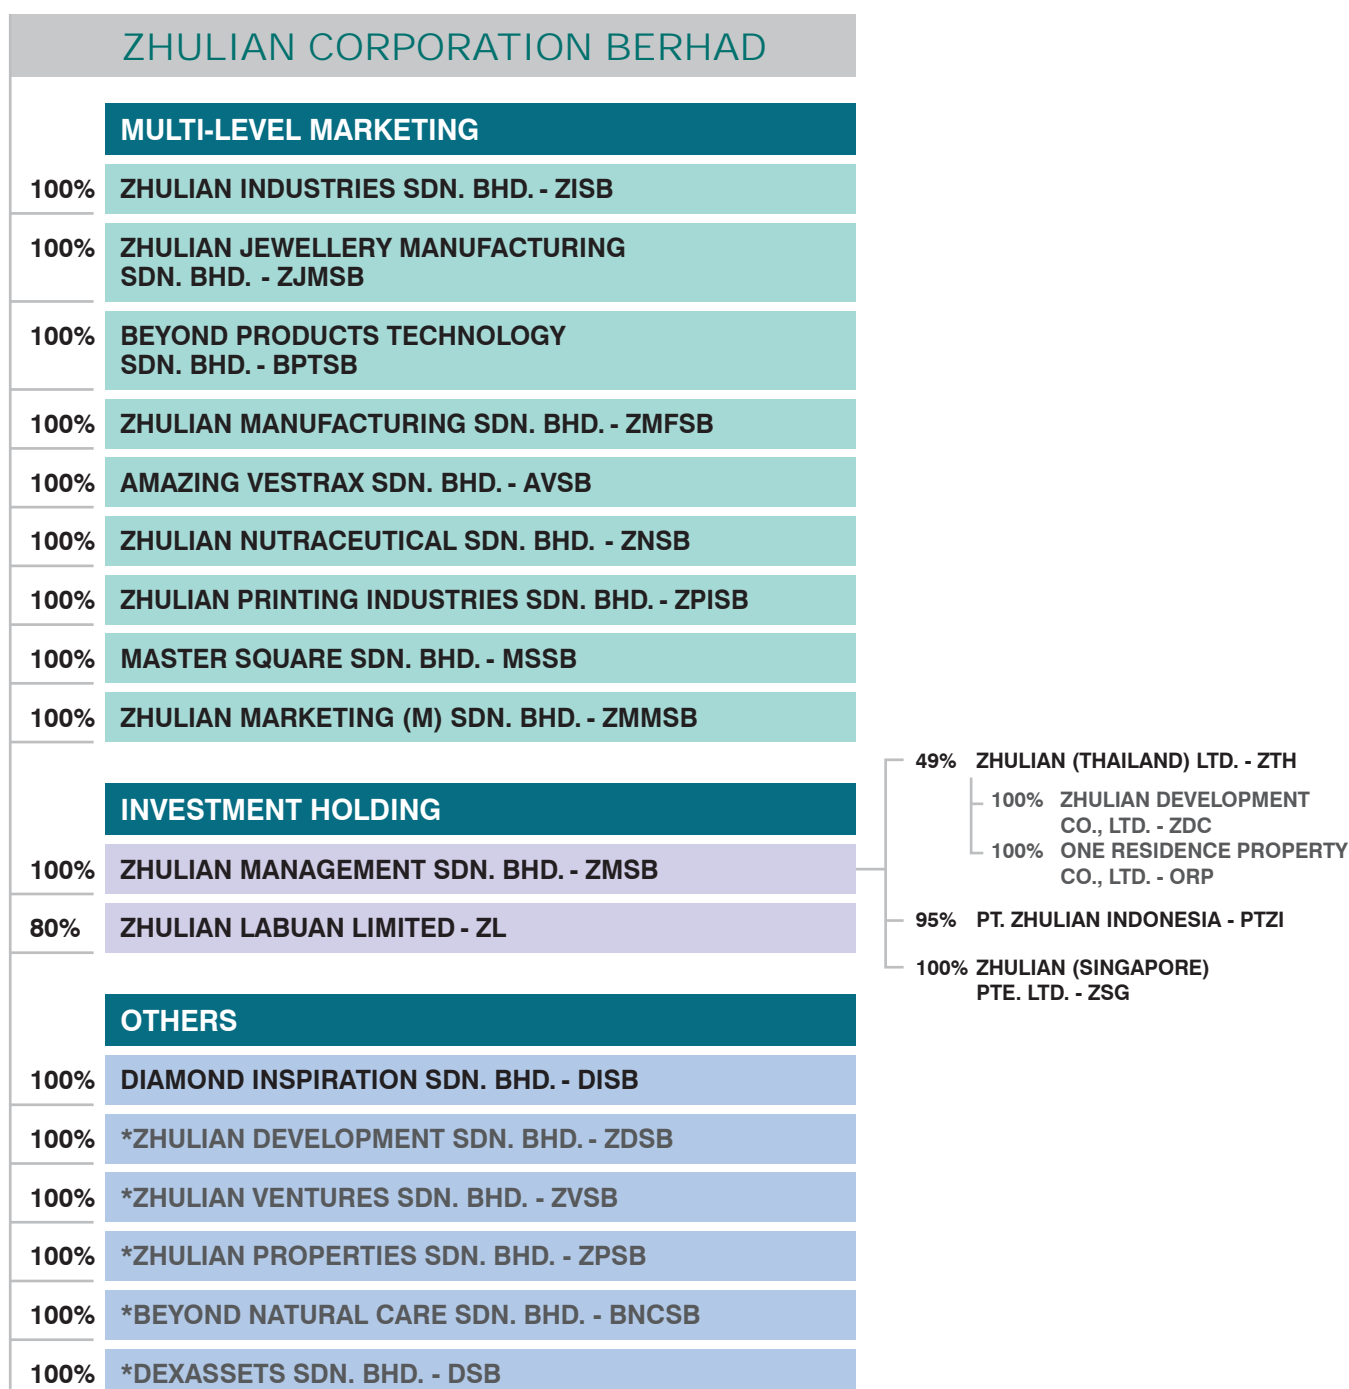 ZHULIAN CORPORATION BERHAD
MULTI-LEVEL MARKETING
100% ZHULIAN INDUSTRIES SDN. BHD. - ZISB
100% ZHULIAN JEWELLERY MANUFACTURING
SDN. BHD. - ZJMSB
100% BEYOND PRODUCTS TECHNOLOGY
SDN. BHD. - BPTSB
100% ZHULIAN MANUFACTURING SDN. BHD. - ZMFSB
100% AMAZING VESTRAX SDN. BHD. - AVSB
100% ZHULIAN NUTRACEUTICAL SDN. BHD. - ZNSB
100% ZHULIAN PRINTING INDUSTRIES SDN. BHD. - ZPISB
100% MASTER SQUARE SDN. BHD. - MSSB
100% ZHULIAN MARKETING (M) SDN. BHD. - ZMMSB
INVESTMENT HOLDING
100% ZHULIAN MANAGEMENT SDN. BHD. - ZMSB
80% ZHULIAN LABUAN LIMITED - ZL
49% ZHULIAN (THAILAND) LTD. - ZTH
100% ZHULIAN DEVELOPMENT
CO., LTD. - ZDC
100% ONE RESIDENCE PROPERTY
CO., LTD. - ORP
95% PT. ZHULIAN INDONESIA - PTZI
100% ZHULIAN (SINGAPORE)
PTE. LTD. - ZSG
OTHERS
100% DIAMOND INSPIRATION SDN. BHD. - DISB
100% *ZHULIAN DEVELOPMENT SDN. BHD. - ZDSB
100% *ZHULIAN VENTURES SDN. BHD. - ZVSB
100% *ZHULIAN PROPERTIES SDN. BHD. - ZPSB
100% *BEYOND NATURAL CARE SDN. BHD. - BNCSB
100% *DEXASSETS SDN. BHD. - DSB